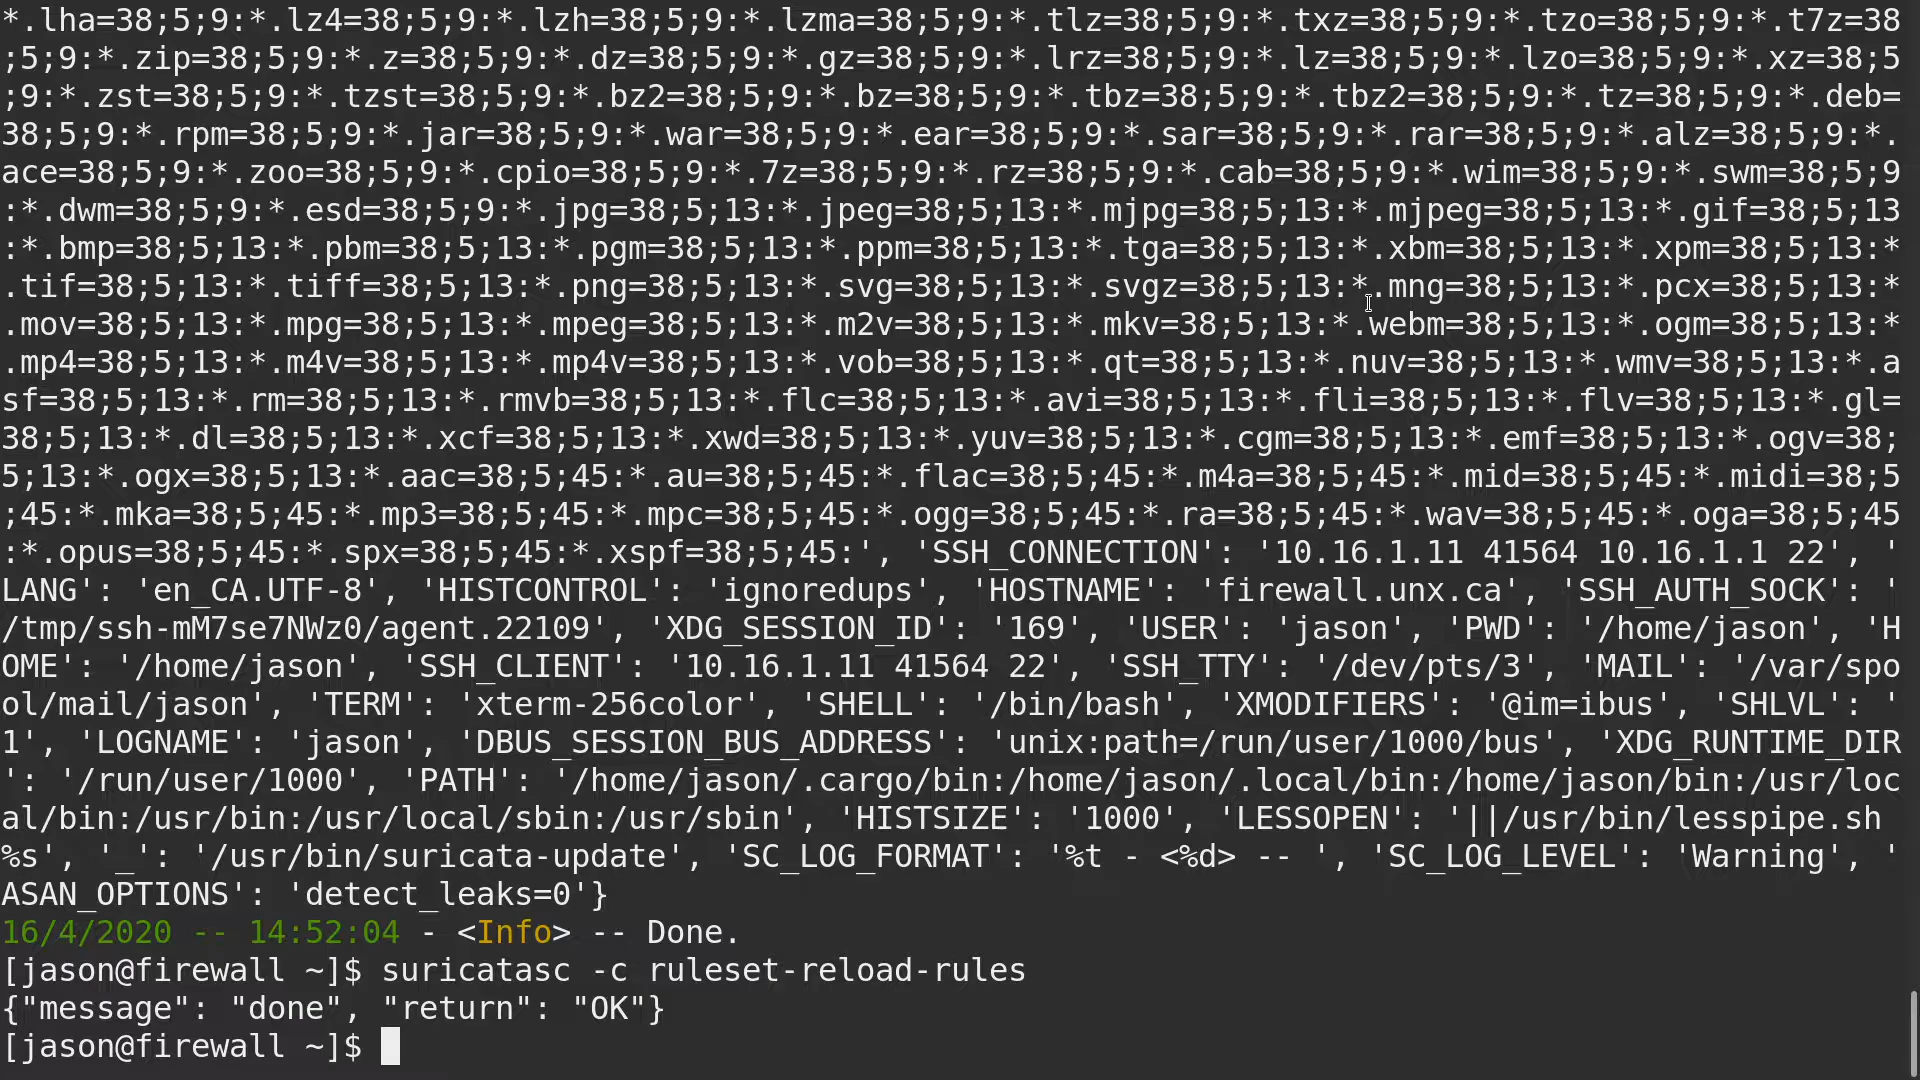 *.lha=38;5;9:*.lz4=38;5;9:*.lzh=38;5;9:*.lzma=38;5;9:*.tlz=38;5;9:*.txz=38;5;9:*.tzo=38;5;9:*.t7z=38
;5;9:*.zip=38;5;9:*.z=38;5;9:*.dz=38;5;9:*.gz=38;5;9:*.lrz=38;5;9:*.lz=38;5;9:*.lzo=38;5;9:*.xz=38;5
;9:*.zst=38;5;9:*.tzst=38;5;9:*.bz2=38;5;9:*.bz=38;5;9:*.tbz=38;5;9:*.tbz2=38;5;9:*.tz=38;5;9:*.deb=
38;5;9:*.rpm=38;5;9:*.jar=38;5;9:*.war=38;5;9:*.ear=38;5;9:*.sar=38;5;9:*.rar=38;5;9:*.alz=38;5;9:*.
ace=38;5;9:*.zoo=38;5;9:*.cpio=38;5;9:*.7z=38;5;9:*.rz=38;5;9:*.cab=38;5;9:*.wim=38;5;9:*.swm=38;5;9
:*.dwm=38;5;9:*.esd=38;5;9:*.jpg=38;5;13:*.jpeg=38;5;13:*.mjpg=38;5;13:*.mjpeg=38;5;13:*.gif=38;5;13
:*.bmp=38;5;13:*.pbm=38;5;13:*.pgm=38;5;13:*.ppm=38;5;13:*.tga=38;5;13:*.xbm=38;5;13:*.xpm=38;5;13:*
.tif=38;5;13:*.tiff=38;5;13:*.png=38;5;13:*.svg=38;5;13:*.svgz=38;5;13:*.mng=38;5;13:*.pcx=38;5;13:*
.mov=38;5;13:*.mpg=38;5;13:*.mpeg=38;5;13:*.m2v=38;5;13:*.mkv=38;5;13:*.webm=38;5;13:*.ogm=38;5;13:*
.mp4=38;5;13:*.m4v=38;5;13:*.mp4v=38;5;13:*.vob=38;5;13:*.qt=38;5;13:*.nuv=38;5;13:*.wmv=38;5;13:*.a
sf=38;5;13:*.rm=38;5;13:*.rmvb=38;5;13:*.flc=38;5;13:*.avi=38;5;13:*.fli=38;5;13:*.flv=38;5;13:*.gl=
38;5;13:*.dl=38;5;13:*.xcf=38;5;13:*.xwd=38;5;13:*.yuv=38;5;13:*.cgm=38;5;13:*.emf=38;5;13:*.ogv=38;
5;13:*.ogx=38;5;13:*.aac=38;5;45:*.au=38;5;45:*.flac=38;5;45:*.m4a=38;5;45:*.mid=38;5;45:*.midi=38;5
;45:*.mka=38;5;45:*.mp3=38;5;45:*.mpc=38;5;45:*.ogg=38;5;45:*.ra=38;5;45:*.wav=38;5;45:*.oga=38;5;45
:*.opus=38;5;45:*.spx=38;5;45:*.xspf=38;5;45:', 'SSH_CONNECTION': '10.16.1.11 41564 10.16.1.1 22', '
LANG': 'en_CA.UTF-8', 'HISTCONTROL': 'ignoredups', 'HOSTNAME': 'firewall.unx.ca', 'SSH_AUTH_SOCK': '
/tmp/ssh-mM7se7NWz0/agent.22109', 'XDG_SESSION_ID': '169', 'USER': 'jason', 'PWD': '/home/jason', 'H
OME': '/home/jason', 'SSH_CLIENT': '10.16.1.11 41564 22', 'SSH_TTY': '/dev/pts/3', 'MAIL': '/var/spo
ol/mail/jason', 'TERM': 'xterm-256color', 'SHELL': '/bin/bash', 'XMODIFIERS': '@im=ibus', 'SHLVL': '
1', 'LOGNAME': 'jason', 'DBUS_SESSION_BUS_ADDRESS': 'unix:path=/run/user/1000/bus', 'XDG_RUNTIME_DIR
': '/run/user/1000', 'PATH': '/home/jason/.cargo/bin:/home/jason/.local/bin:/home/jason/bin:/usr/loc
al/bin:/usr/bin:/usr/local/sbin:/usr/sbin', 'HISTSIZE': '1000', 'LESSOPEN': '||/usr/bin/lesspipe.sh
%s', '_': '/usr/bin/suricata-update', 'SC_LOG_FORMAT': '%t - <%d> -- ', 'SC_LOG_LEVEL': 'Warning', '
ASAN_OPTIONS': 'detect_leaks=0'}
16/4/2020 -- 14:52:04 - <Info> -- Done.
[jason@firewall ~]$ suricatasc -c ruleset-reload-rules
{"message": "done", "return": "OK"}
[jason@firewall ~]$